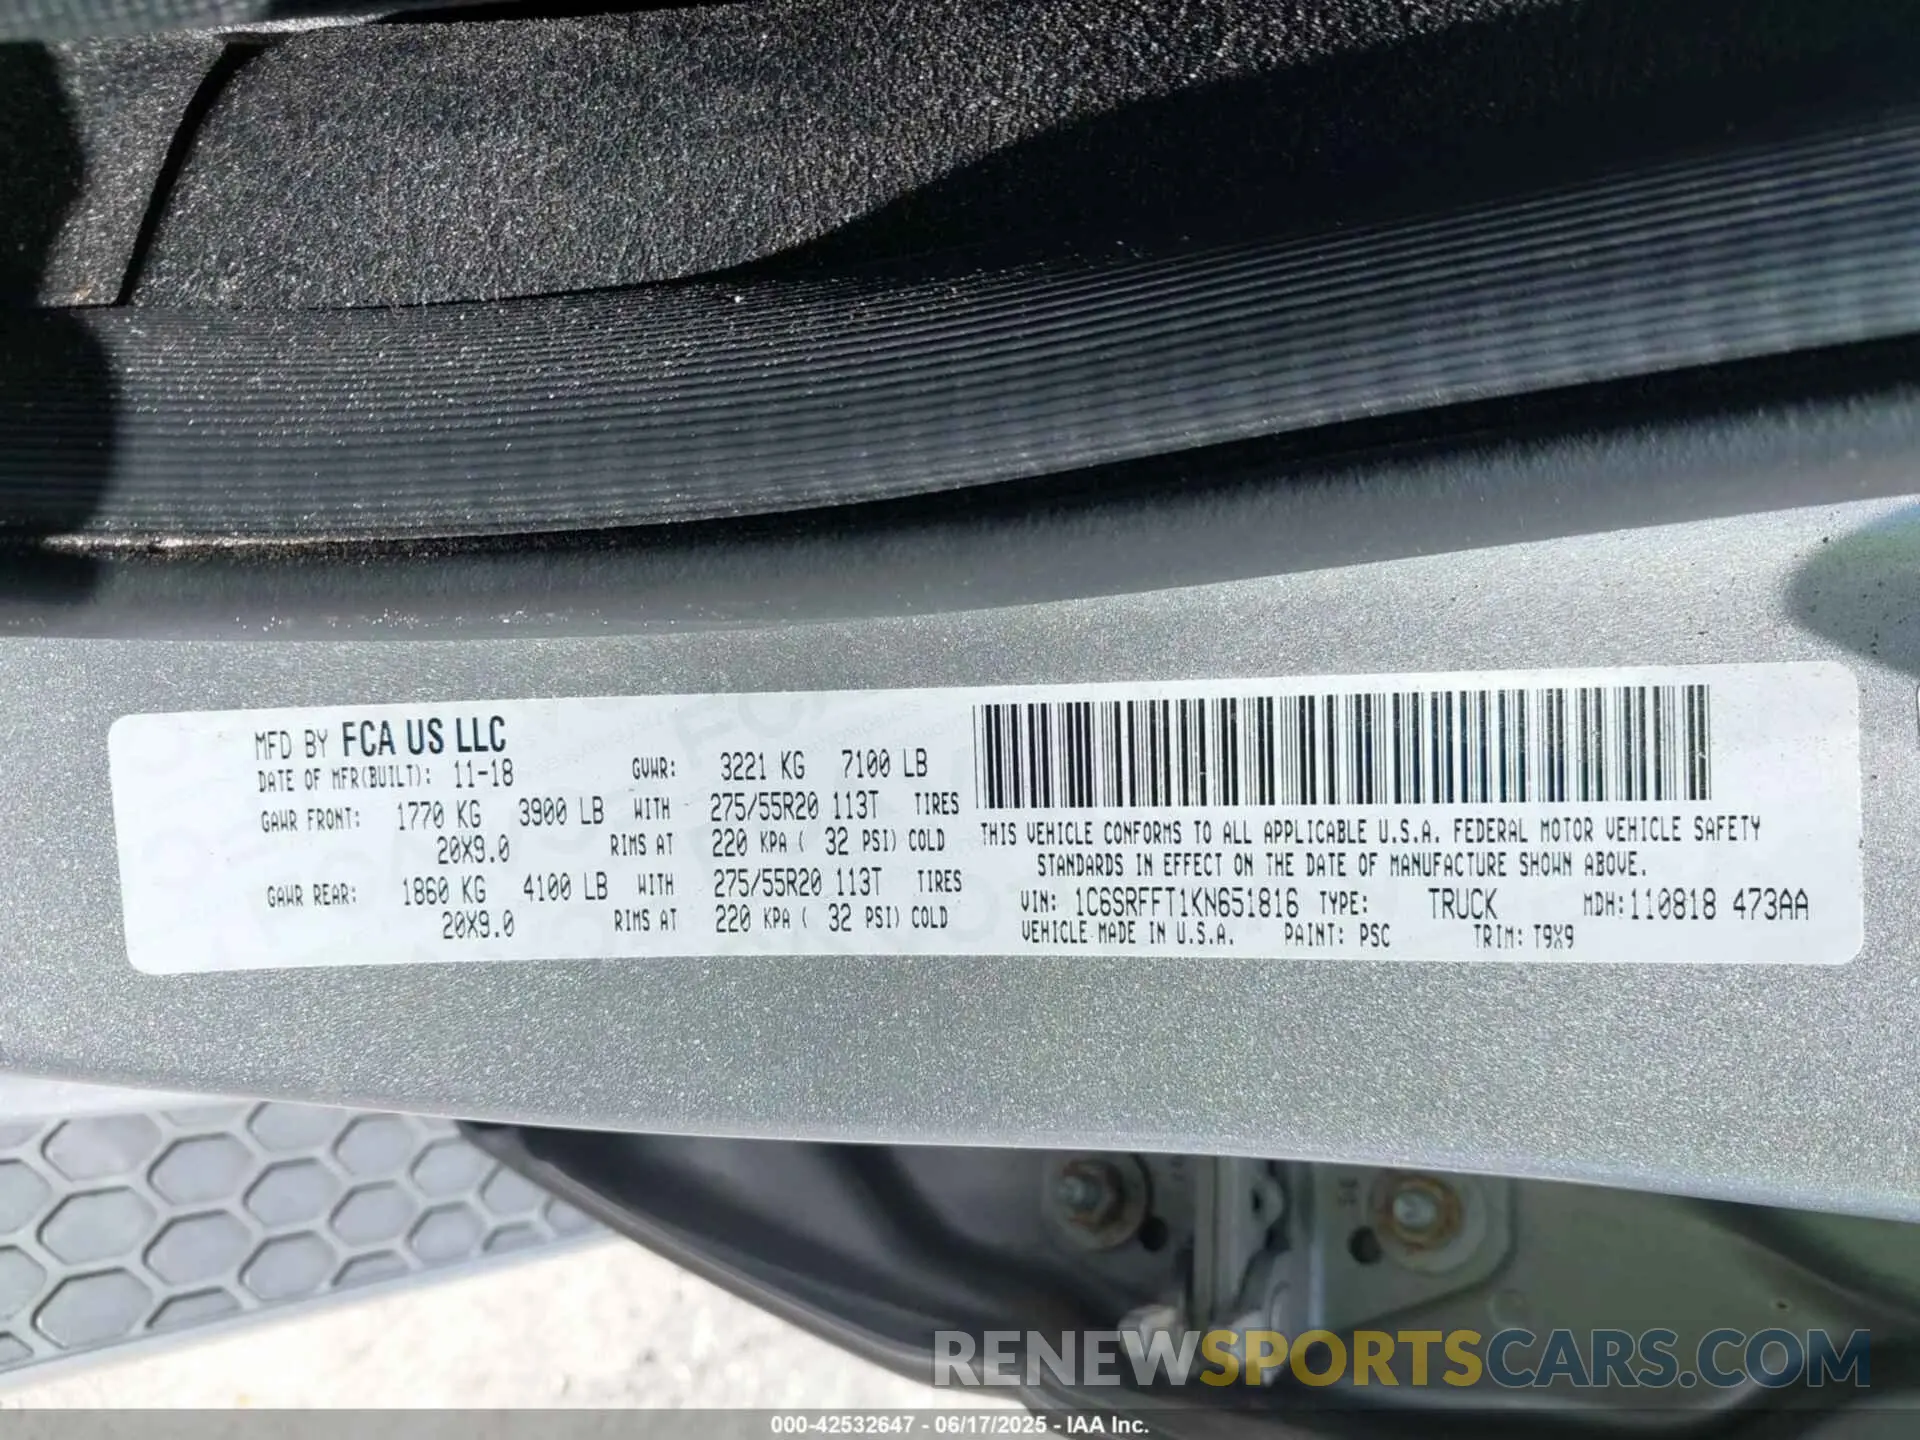 MFD BY FCA US LLC
DATE OF MFR(BUILT): 11-18 GVWR: 3221 KG 7100 LB
GAWR FRONT: 1770 KG 3900 LB WITH 275/55R20 113T TIRES
20X9.0 RIMS AT 220 KPA ( 32 PSI) COLD
GAWR REAR: 1860 KG 4100 LB WITH 275/55R20 113T TIRES
20X9.0 RIMS AT 220 KPA ( 32 PSI) COLD
THIS VEHICLE CONFORMS TO ALL APPLICABLE U.S.A. FEDERAL MOTOR VEHICLE SAFETY
STANDARDS IN EFFECT ON THE DATE OF MANUFACTURE SHOWN ABOVE.
VIN: 1C6SRFFT1KN651816 TYPE: TRUCK MDH:110818 473AA
VEHICLE MADE IN U.S.A. PAINT: PSC TRIM: T9X9
RENEWSPORTSCARS.COM
000-42532647 - 06/17/2025 - IAA Inc.